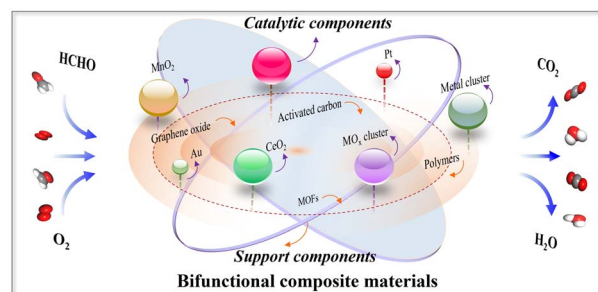 Catalytic components
HCHO
MnO2
Pt
CO2
Metal cluster
Activated carbon
Graphene oxide
CeO2
MOx cluster
Au
Polymers
MOFs
O2
H2O
Support components
Bifunctional composite materials